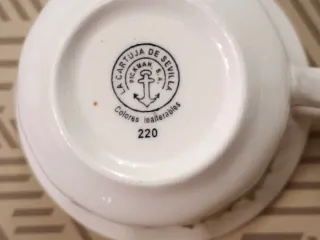 LA CARTUJA DE SEVILLA
PICKMAN S.A.
Colores inalterables
220